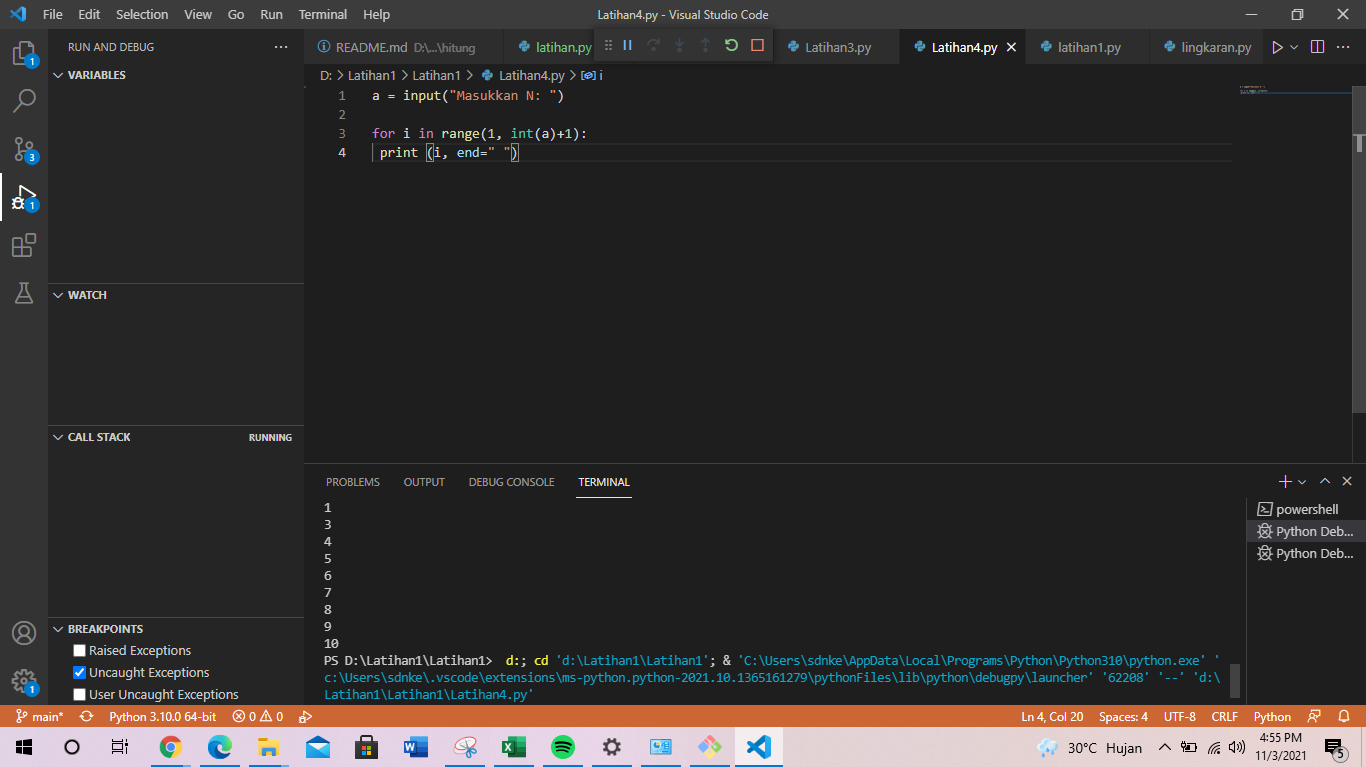 File Edit Selection View Go Run Terminal Help Latihan4.py - Visual Studio Code
RUN AND DEBUG
README.md D:\...\hitung
latihan.py
Latihan3.py
Latihan4.py
latihan1.py
lingkaran.py
VARIABLES
D: > Latihan1 > Latihan1 > Latihan4.py > i
1 a = input("Masukkan N: ")
2
3 for i in range(1, int(a)+1):
4 print (i, end=" ")
1
3
1
WATCH
CALL STACK RUNNING
BREAKPOINTS
Raised Exceptions
Uncaught Exceptions
User Uncaught Exceptions
1
PROBLEMS OUTPUT DEBUG CONSOLE TERMINAL
1
3
4
5
6
7
8
9
10
PS D:\Latihan1\Latihan1> d:; cd 'd:\Latihan1\Latihan1'; & 'C:\Users\sdnke\AppData\Local\Programs\Python\Python310\python.exe' '
c:\Users\sdnke\.vscode\extensions\ms-python.python-2021.10.1365161279\pythonFiles\lib\python\debugpy\launcher' '62208' '--' 'd:\
Latihan1\Latihan1\Latihan4.py'
powershell
Python Deb...
Python Deb...
main* Python 3.10.0 64-bit 0 0 Ln 4, Col 20 Spaces: 4 UTF-8 CRLF Python
30°C Hujan
4:55 PM
11/3/2021
5